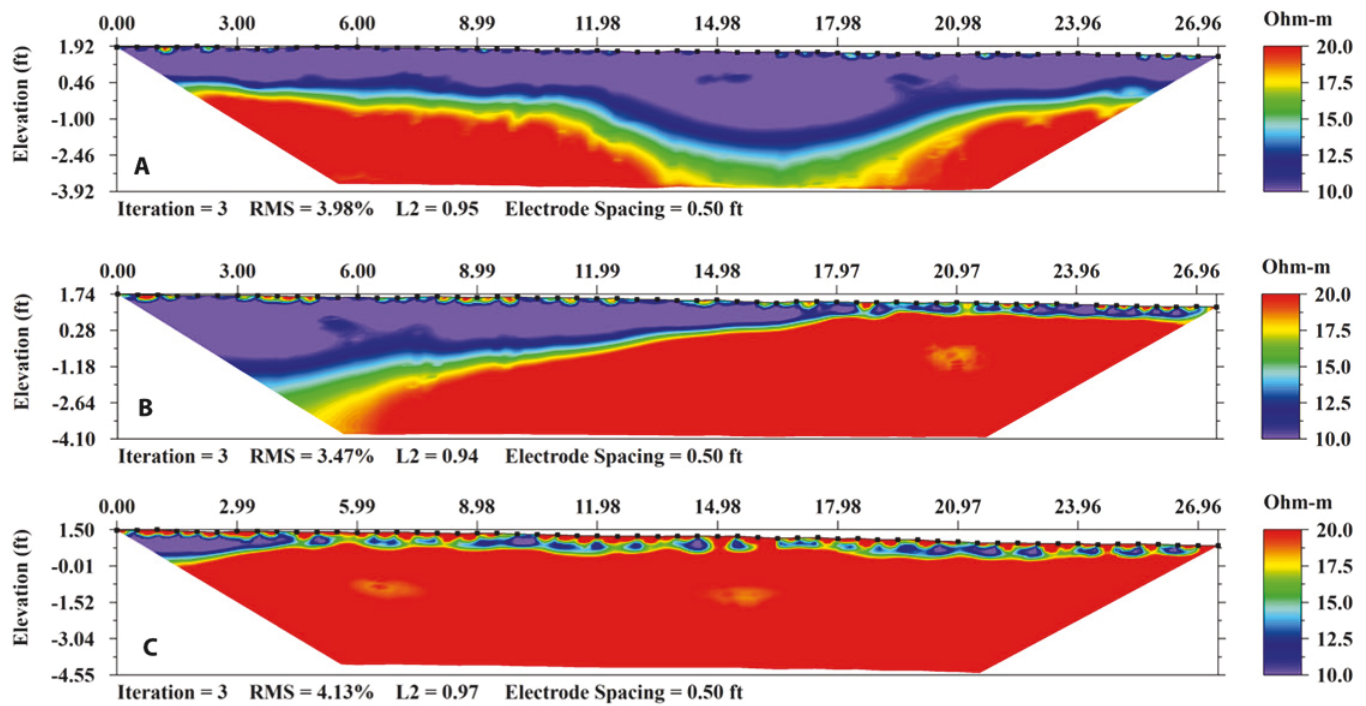 0.00 3.00 6.00 8.99 11.98 14.98 17.98 20.98 23.96 26.96 Ohm-m
Elevation (ft)
1.92
0.46
-1.00
-2.46
-3.92
A
20.0
17.5
15.0
12.5
10.0
Iteration = 3 RMS = 3.98% L2 = 0.95 Electrode Spacing = 0.50 ft
0.00 3.00 6.00 8.99 11.99 14.98 17.97 20.97 23.96 26.96 Ohm-m
Elevation (ft)
1.74
0.28
-1.18
-2.64
-4.10
B
20.0
17.5
15.0
12.5
10.0
Iteration = 3 RMS = 3.47% L2 = 0.94 Electrode Spacing = 0.50 ft
0.00 2.99 5.99 8.98 11.98 14.98 17.98 20.97 23.96 26.96 Ohm-m
Elevation (ft)
1.50
-0.01
-1.52
-3.04
-4.55
C
20.0
17.5
15.0
12.5
10.0
Iteration = 3 RMS = 4.13% L2 = 0.97 Electrode Spacing = 0.50 ft